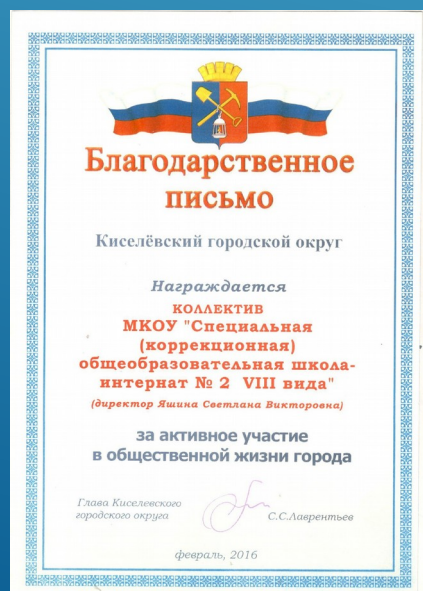 Благодарственное
письмо
Киселёвский городской округ
Награждается
КОЛЛЕКТИВ
МКОУ "Специальная
(коррекционная)
общеобразовательная школа-
интернат № 2 VIII вида"
(директор Яшина Светлана Викторовна)
за активное участие
в общественной жизни города
Глава Киселевского
городского округа
С.С.Лаврентьев
февраль, 2016